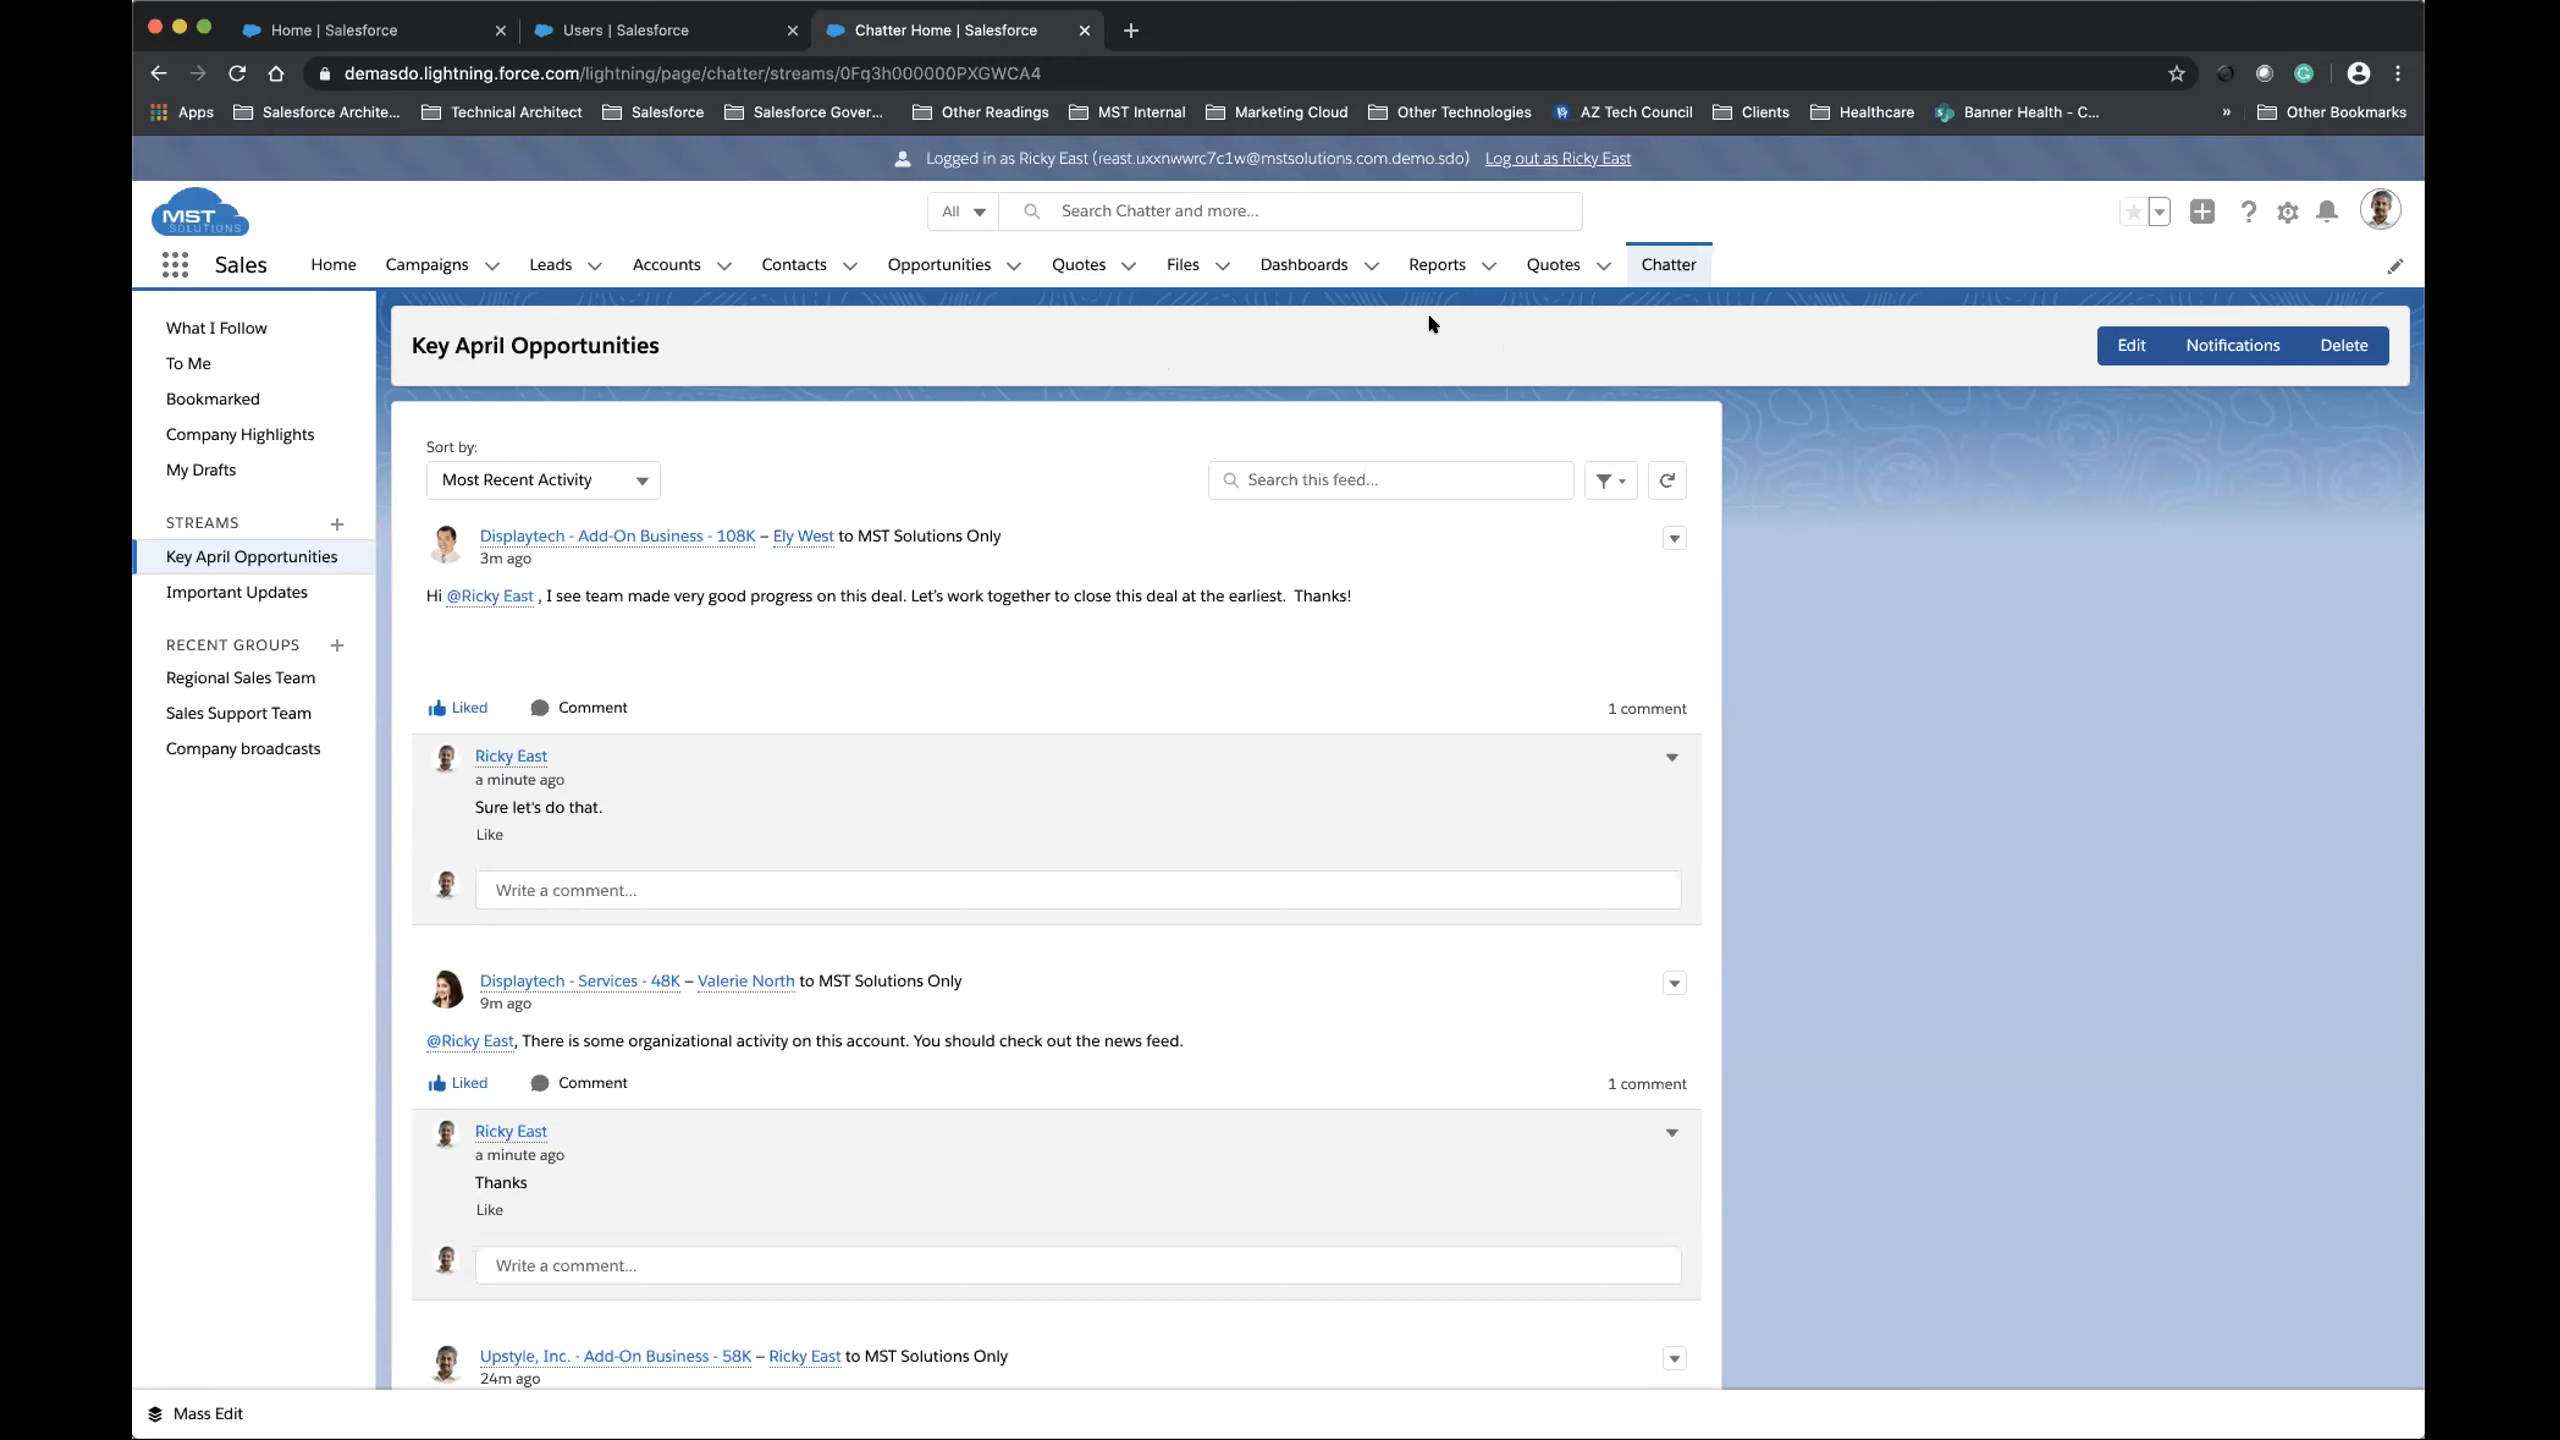 Home | Salesforce
Users | Salesforce
Chatter Home | Salesforce
demasdo.lightning.force.com/lightning/page/chatter/streams/0Fq3h000000PXGWCA4
Apps
Salesforce Archite...
Technical Architect
Salesforce
Salesforce Gover...
Other Readings
MST Internal
Marketing Cloud
Other Technologies
AZ Tech Council
Clients
Healthcare
Banner Health - C...
»
Other Bookmarks
Logged in as Ricky East (reast.uxxnwwrc7c1w@mstsolutions.com.demo.sdo) Log out as Ricky East
MST
SOLUTIONS
All
Search Chatter and more...
Sales
Home
Campaigns
Leads
Accounts
Contacts
Opportunities
Quotes
Files
Dashboards
Reports
Quotes
Chatter
What I Follow
To Me
Bookmarked
Company Highlights
My Drafts
STREAMS
Key April Opportunities
Important Updates
RECENT GROUPS
Regional Sales Team
Sales Support Team
Company broadcasts
Key April Opportunities
Edit
Notifications
Delete
Sort by:
Most Recent Activity
Search this feed...
Displaytech - Add-On Business - 108K – Ely West to MST Solutions Only
3m ago
Hi @Ricky East , I see team made very good progress on this deal. Let's work together to close this deal at the earliest. Thanks!
Liked
Comment
1 comment
Ricky East
a minute ago
Sure let's do that.
Like
Write a comment...
Displaytech - Services - 48K – Valerie North to MST Solutions Only
9m ago
@Ricky East, There is some organizational activity on this account. You should check out the news feed.
Liked
Comment
1 comment
Ricky East
a minute ago
Thanks
Like
Write a comment...
Upstyle, Inc. - Add-On Business - 58K – Ricky East to MST Solutions Only
24m ago
Mass Edit